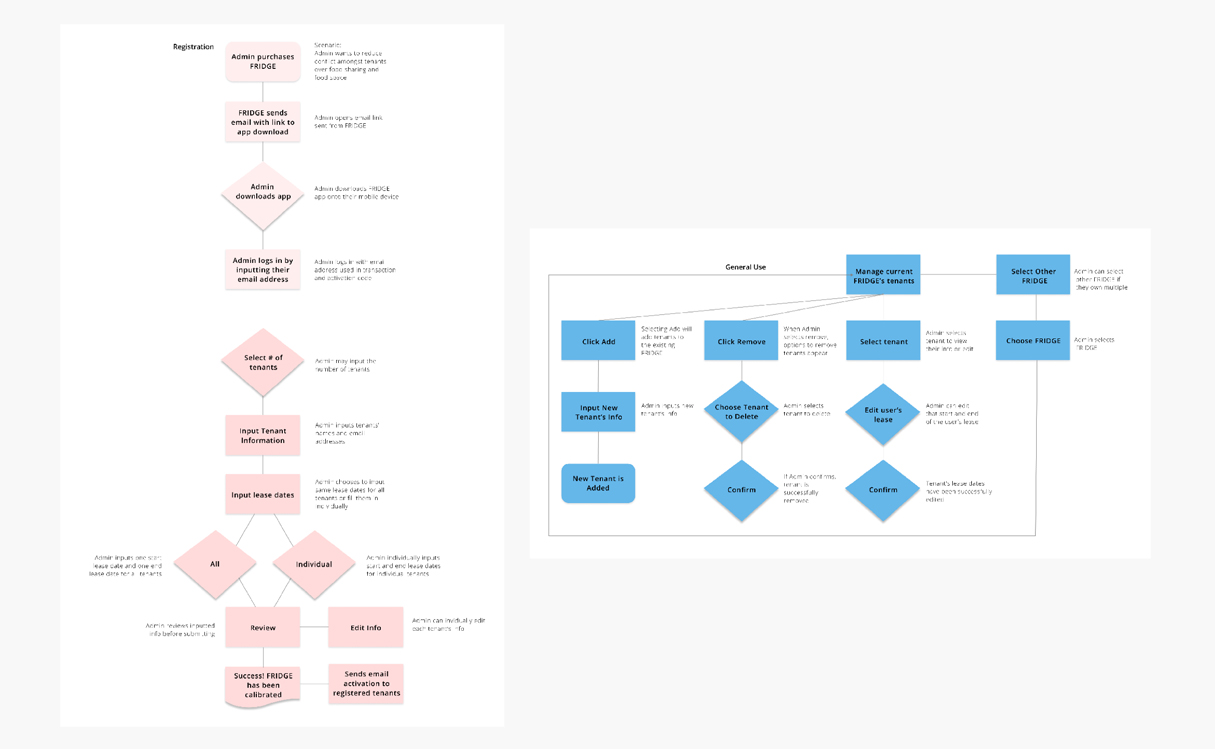 Registration
Admin purchases
FRIDGE
Scenario:
Admin wants to reduce
conflict amongst tenants
over food sharing and
food space
FRIDGE sends
email with link to
app download
Admin opens email link
sent from FRIDGE
Admin
downloads app
Admin downloads FRIDGE
app onto their mobile device
Admin logs in by
inputting their
email address
Admin logs in with email
address used in transaction
and activation code
Select # of
tenants
Admin may input the
number of tenants
Input Tenant
Information
Admin inputs tenants'
names and email
addresses
Input lease dates
Admin chooses to input
same lease dates for all
tenants or fill them in
individually
Admin inputs one start
lease date and one end
lease date for all tenants
All
Individual
Admin individually inputs
start and end lease dates
for individual tenants
Admin reviews inputted
info before submitting
Review
Edit Info
Admin can invidually edit
each tenant's info
Success! FRIDGE
has been
calibrated
Sends email
activation to
registered tenants
General Use
Manage current
FRIDGE's tenants
Select Other
FRIDGE
Admin can select
other FRIDGE if
they own multiple
Click Add
Selecting Add will
add tenants to
the existing
FRIDGE
Click Remove
When Admin
selects remove,
options to remove
tenants appear
Select tenant
Admin selects
tenant to view
their info or edit
Choose FRIDGE
Admin selects
FRIDGE
Input New
Tenant's Info
Admin inputs new
tenant's info
Choose Tenant
to Delete
Admin selects
tenant to delete
Edit user's
lease
Admin can edit
that start and end
of the user's lease
New Tenant is
Added
Confirm
If Admin confirms,
tenant is
successfully
removed
Confirm
Tenant's lease dates
have been successfully
edited